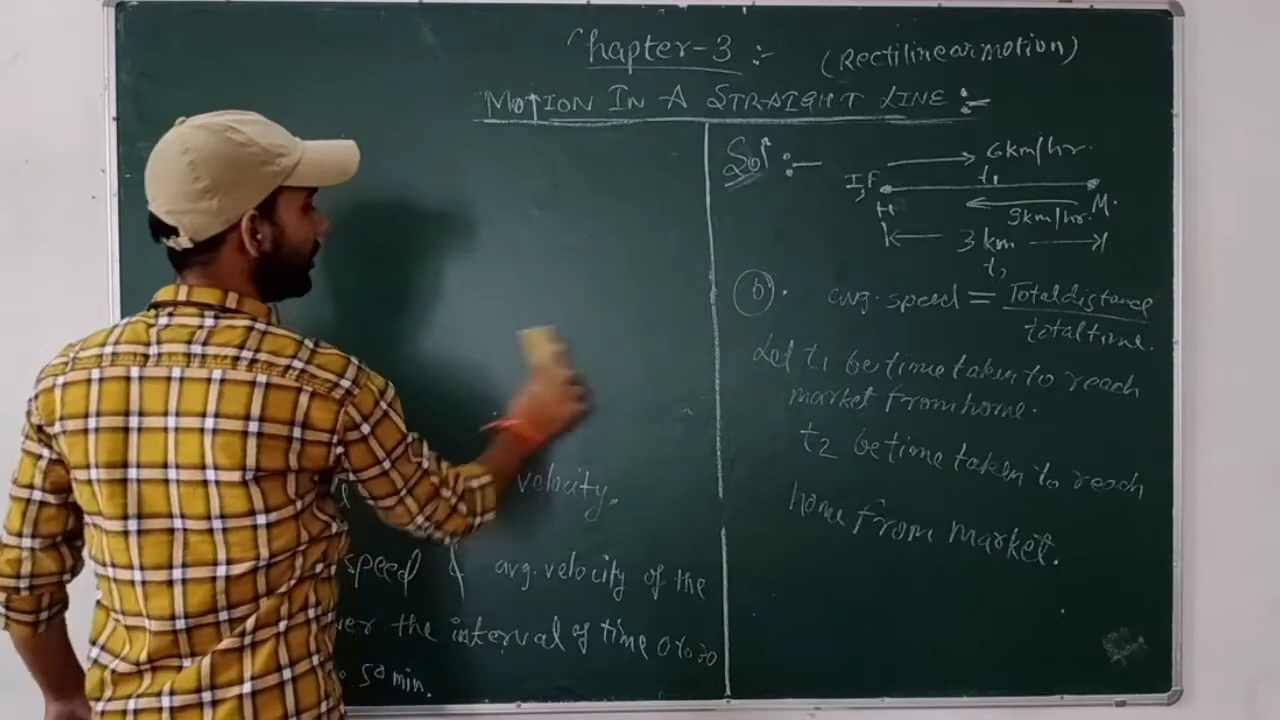 Chapter-3 :- (Rectilinear motion)
MOTION IN A STRAIGHT LINE :-
velocity.
speed & avg. velocity of the
the interval of time 0 to 30
50 min.
Sol :-
6km/hr.
t1
I,F
H
M.
9km/hr.
3 km
(b). avg. speed = Total distance
total time.
Let t1 be time taken to reach
market from home.
t2 be time taken to reach
home from market.